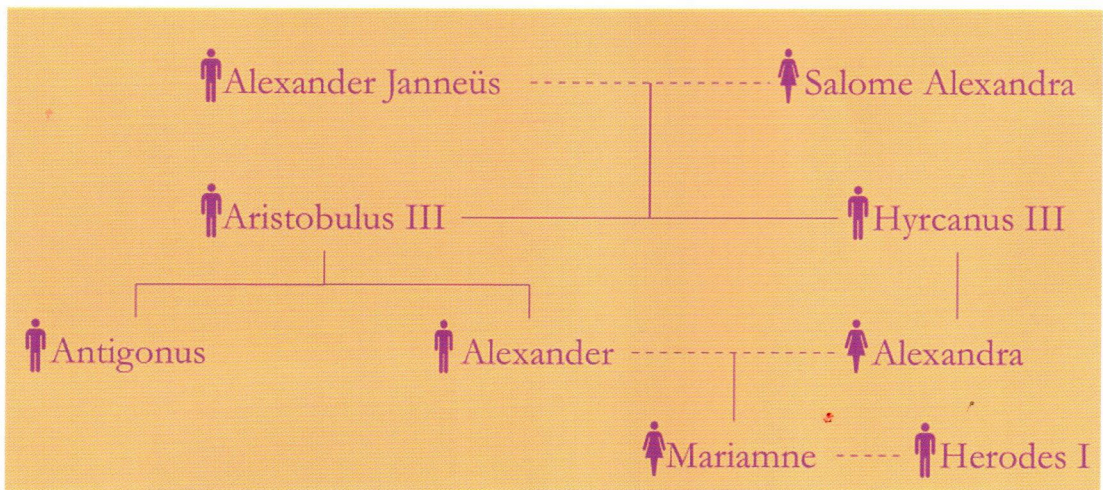 Alexander Janneüs Salome Alexandra
Aristobulus III Hyrcanus III
Antigonus Alexander Alexandra
Mariamne Herodes I